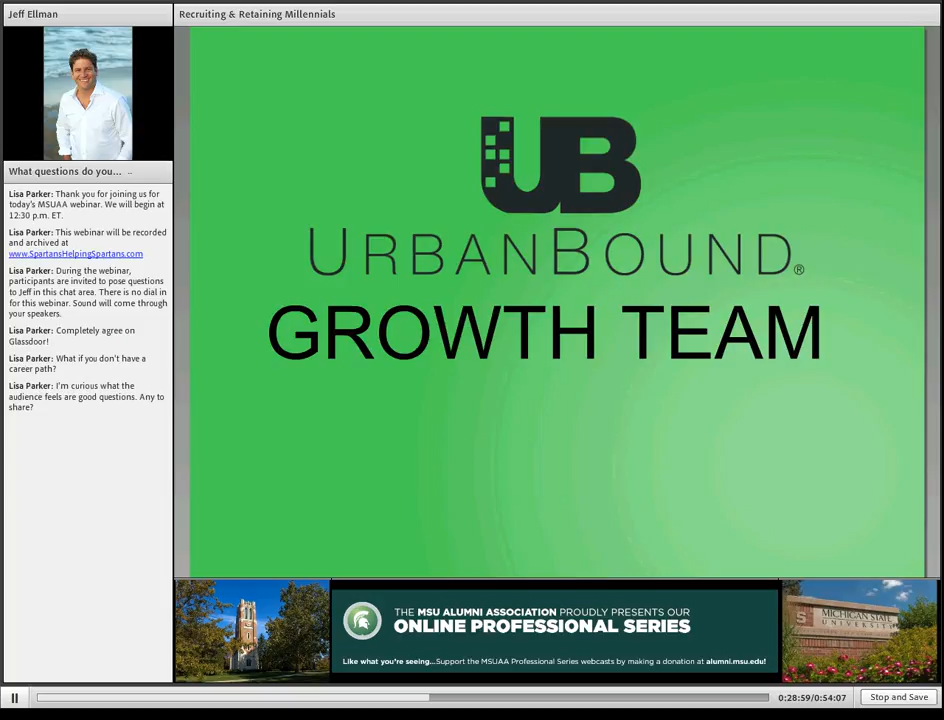 Jeff Ellman
Recruiting & Retaining Millennials
What questions do you... ..
Lisa Parker: Thank you for joining us for
today's MSUAA webinar. We will begin at
12:30 p.m. ET.
Lisa Parker: This webinar will be recorded
and archived at
www.SpartansHelpingSpartans.com
Lisa Parker: During the webinar,
participants are invited to pose questions
to Jeff in this chat area. There is no dial in
for this webinar. Sound will come through
your speakers.
Lisa Parker: Completely agree on
Glassdoor!
Lisa Parker: What if you don't have a
career path?
Lisa Parker: I'm curious what the
audience feels are good questions. Any to
share?
UB
URBANBOUND®
GROWTH TEAM
THE MSU ALUMNI ASSOCIATION PROUDLY PRESENTS OUR
ONLINE PROFESSIONAL SERIES
Like what you're seeing...Support the MSUAA Professional Series webcasts by making a donation at alumni.msu.edu!
S
MICHIGAN STATE
UNIVERSITY
0:28:59/0:54:07
Stop and Save